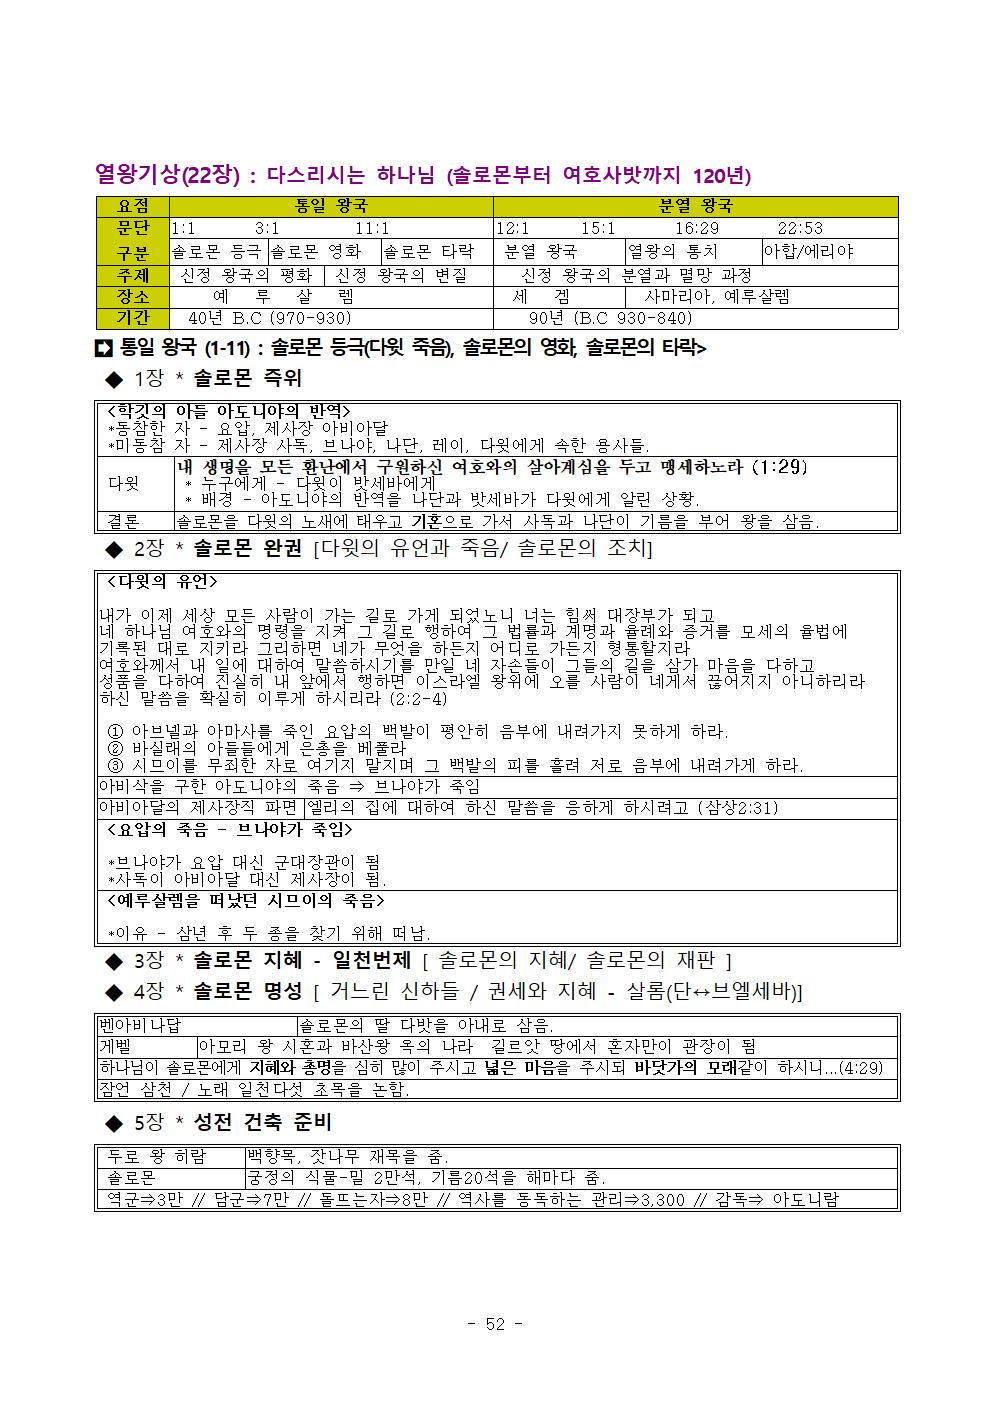 열왕기상(22장) : 다스리시는 하나님 (솔로몬부터 여호사밧까지 120년)
요점 통일 왕국 분열 왕국
문단 1:1 3:1 11:1 12:1 15:1 16:29 22:53
구분 솔로몬 등극 솔로몬 영화 솔로몬 타락 분열 왕국 열왕의 통치 아합/에리야
주제 신정 왕국의 평화 신정 왕국의 변질 신정 왕국의 분열과 멸망 과정
장소 예 루 살 렘 세 겜 사마리아, 예루살렘
기간 40년 B.C (970-930) 90년 (B.C 930-840)
➡ 통일 왕국 (1-11) : 솔로몬 등극(다윗 죽음), 솔로몬의 영화, 솔로몬의 타락>
◆ 1장 * 솔로몬 즉위
<학깃의 아들 아도니야의 반역>
*동참한 자 - 요압, 제사장 아비아달
*미동참 자 - 제사장 사독, 브나야, 나단, 레이, 다윗에게 속한 용사들.
내 생명을 모든 환난에서 구원하신 여호와의 살아계심을 두고 맹세하노라 (1:29)
다윗 * 누구에게 - 다윗이 밧세바에게
* 배경 - 아도니야의 반역을 나단과 밧세바가 다윗에게 알린 상황.
결론 솔로몬을 다윗의 노새에 태우고 기혼으로 가서 사독과 나단이 기름을 부어 왕을 삼음.
◆ 2장 * 솔로몬 완권 [다윗의 유언과 죽음/ 솔로몬의 조치]
<다윗의 유언>
내가 이제 세상 모든 사람이 가는 길로 가게 되었노니 너는 힘써 대장부가 되고
네 하나님 여호와의 명령을 지켜 그 길로 행하여 그 법률과 계명과 율례와 증거를 모세의 율법에
기록된 대로 지키라 그리하면 네가 무엇을 하든지 어디로 가든지 형통할지라
여호와께서 내 일에 대하여 말씀하시기를 만일 네 자손들이 그들의 길을 삼가 마음을 다하고
성품을 다하여 진실히 내 앞에서 행하면 이스라엘 왕위에 오를 사람이 네게서 끊어지지 아니하리라
하신 말씀을 확실히 이루게 하시리라 (2:2-4)
① 아브넬과 아마사를 죽인 요압의 백발이 평안히 음부에 내려가지 못하게 하라.
② 바실래의 아들들에게 은총을 베풀라
③ 시므이를 무죄한 자로 여기지 말지며 그 백발의 피를 흘려 저로 음부에 내려가게 하라.
아비삭을 구한 아도니야의 죽음 ⇒ 브나야가 죽임
아비아달의 제사장직 파면 엘리의 집에 대하여 하신 말씀을 응하게 하시려고 (삼상2:31)
<요압의 죽음 - 브나야가 죽임>
*브나야가 요압 대신 군대장관이 됨
*사독이 아비아달 대신 제사장이 됨.
<예루살렘을 떠났던 시므이의 죽음>
*이유 - 삼년 후 두 종을 찾기 위해 떠남.
◆ 3장 * 솔로몬 지혜 - 일천번제 [ 솔로몬의 지혜/ 솔로몬의 재판 ]
◆ 4장 * 솔로몬 명성 [ 거느린 신하들 / 권세와 지혜 - 살롬(단↔브엘세바)]
벤아비나답 솔로몬의 딸 다밧을 아내로 삼음.
게벨 아모리 왕 시혼과 바산왕 옥의 나라 길르앗 땅에서 혼자만이 관장이 됨
하나님이 솔로몬에게 지혜와 총명을 심히 많이 주시고 넓은 마음을 주시되 바닷가의 모래같이 하시니...(4:29)
잠언 삼천 / 노래 일천다섯 초목을 논함.
◆ 5장 * 성전 건축 준비
두로 왕 히람 백향목, 잣나무 재목을 줌.
솔로몬 궁정의 식물-밀 2만석, 기름20석을 해마다 줌.
역군⇒3만 // 담군⇒7만 // 돌뜨는자⇒8만 // 역사를 동독하는 관리⇒3,300 // 감독⇒ 아도니람
- 52 -